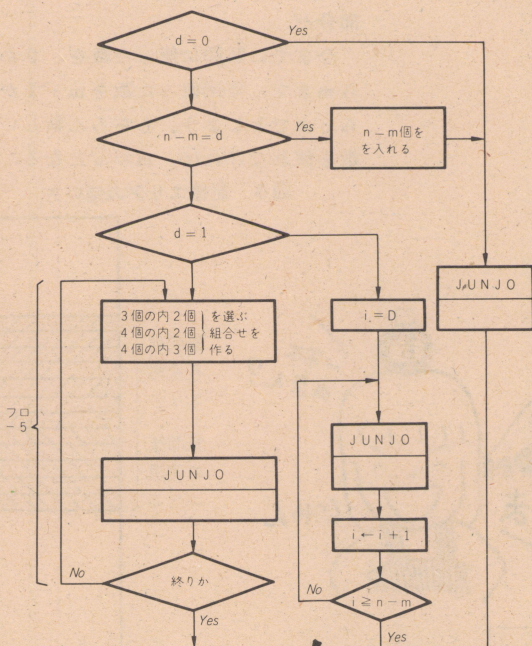 d = 0
Yes
n − m = d
Yes
n − m個を
を入れる
d = 1
3個の内2個
4個の内2個
4個の内3個
を選ぶ
組合せを
作る
i = D
JUNJO
フロ
-5
JUNJO
JUNJO
i ← i + 1
終りか
No
Yes
i ≧ n − m
No
Yes